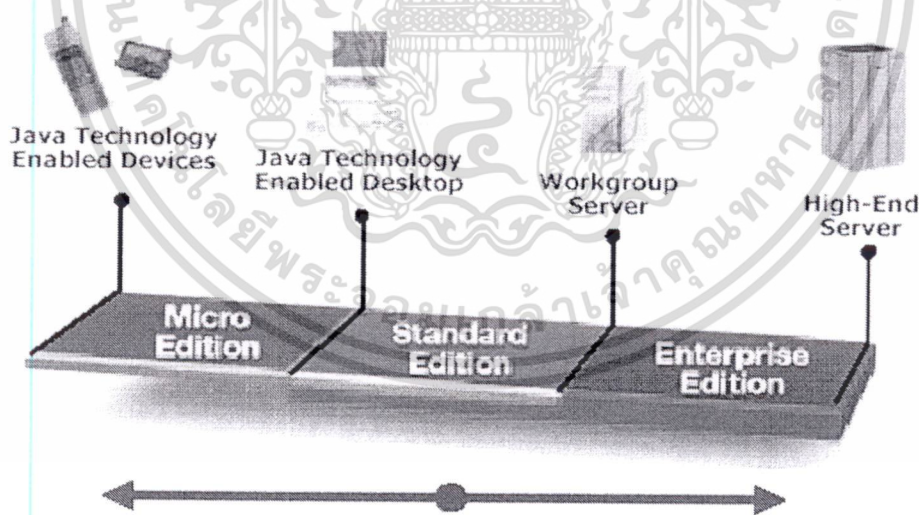 Java Technology
Enabled Devices
Java Technology
Enabled Desktop
Workgroup
Server
High-End
Server
Micro
Edition
Standard
Edition
Enterprise
Edition